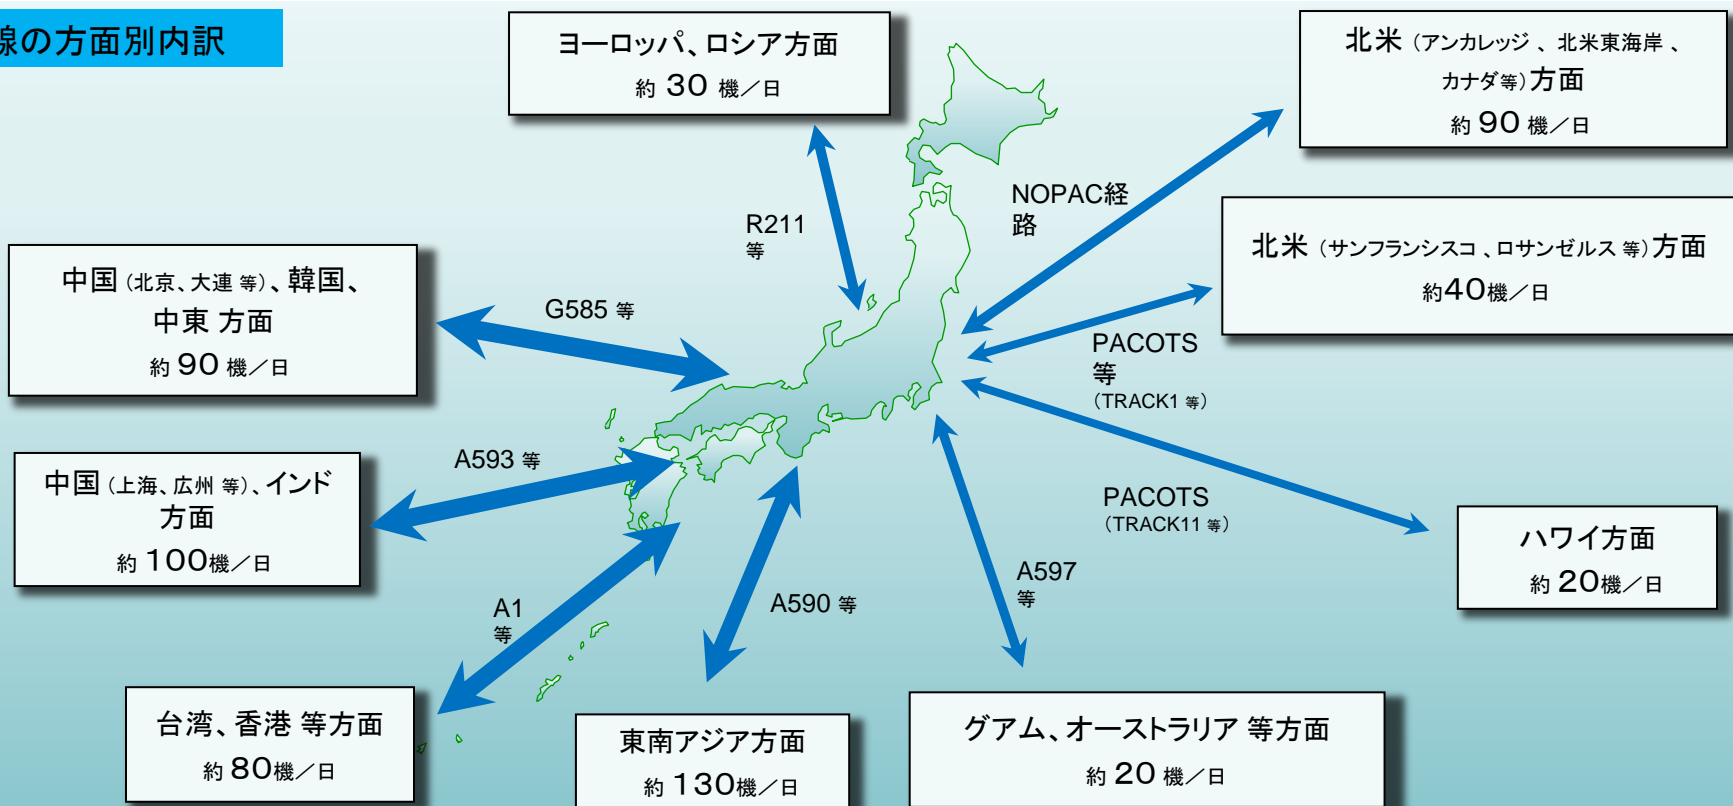 線の方面別内訳
ヨーロッパ、ロシア方面
約 30 機／日
北米 （アンカレッジ 、北米東海岸 、
カナダ等）方面
約 90 機／日
NOPAC経
路
R211
等
北米 （サンフランシスコ 、ロサンゼルス 等）方面
約40機／日
中国 （北京、大連 等）、韓国、
中東 方面
約 90 機／日
G585 等
PACOTS
等
（TRACK1 等）
A593 等
中国 （上海、広州 等）、インド
方面
約 100機／日
PACOTS
（TRACK11 等）
ハワイ方面
約 20機／日
A597
等
A590 等
A1
等
台湾、香港 等方面
約 80機／日
東南アジア方面
約 130機／日
グアム、オーストラリア 等方面
約 20 機／日